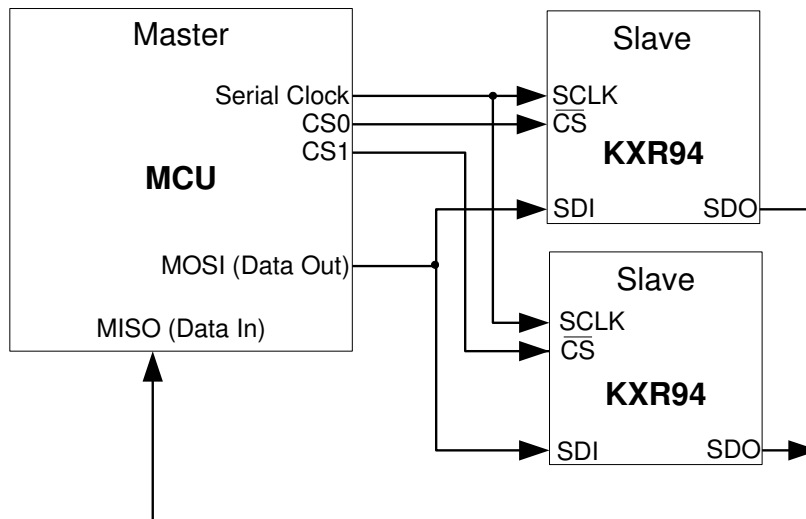 Master
Serial Clock
CS0
CS1
MCU
MOSI (Data Out)
MISO (Data In)
Slave
SCLK
CS
KXR94
SDI SDO
Slave
SCLK
CS
KXR94
SDI SDO